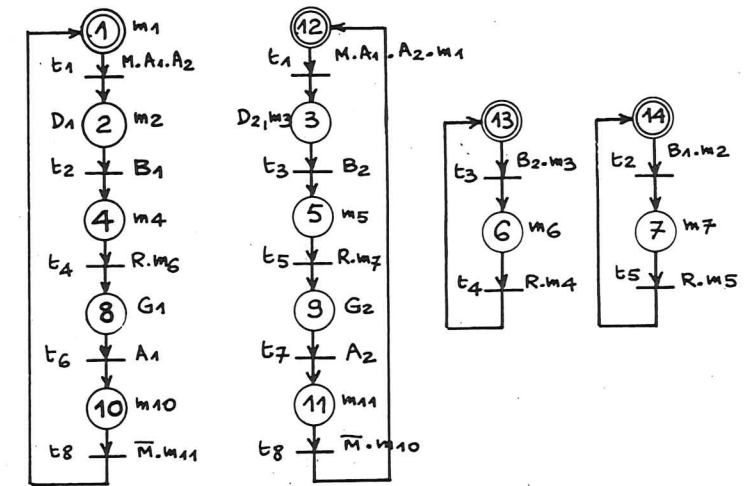 1 m1
t1 M.A1.A2
D1 2 m2
t2 B1
4 m4
t4 R.m6
8 G1
t6 A1
10 m10
t8 M̅.m11
12
t1 M.A1.A2.m1
D2,m3 3
t3 B2
5 m5
t5 R.m7
9 G2
t7 A2
11 m11
t8 M̅.m10
13
t3 B2.m3
6 m6
t4 R.m4
14
t2 B1.m2
7 m7
t5 R.m5